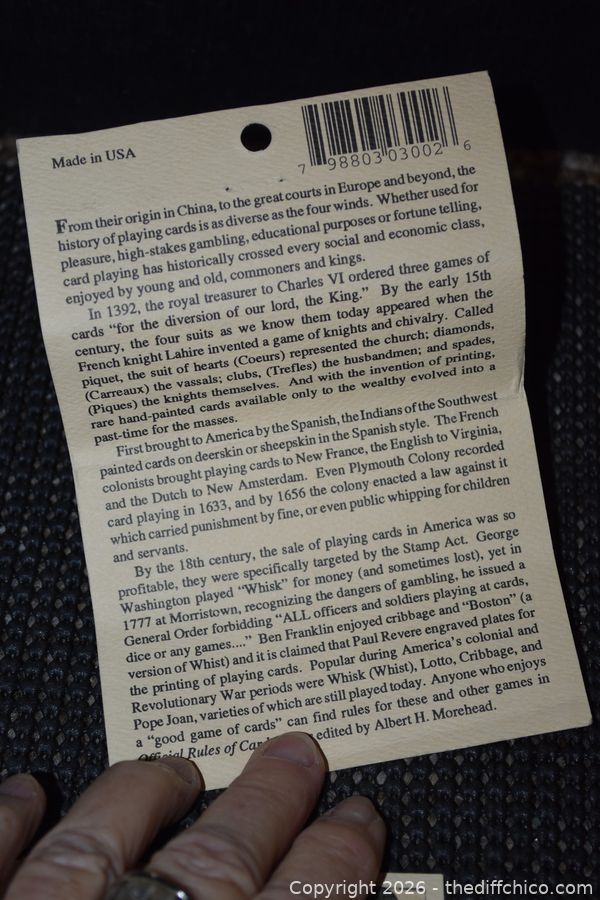 Made in USA
7 98803 03002 6
From their origin in China, to the great courts in Europe and beyond, the
history of playing cards is as diverse as the four winds. Whether used for
pleasure, high-stakes gambling, educational purposes or fortune telling,
card playing has historically crossed every social and economic class,
enjoyed by young and old, commoners and kings.
In 1392, the royal treasurer to Charles VI ordered three games of
cards "for the diversion of our lord, the King." By the early 15th
century, the four suits as we know them today appeared when the
French knight Lahire invented a game of knights and chivalry. Called
piquet, the suit of hearts (Coeurs) represented the church; diamonds,
(Carreaux) the vassals; clubs, (Trefles) the husbandmen; and spades,
(Piques) the knights themselves. And with the invention of printing,
rare hand-painted cards available only to the wealthy evolved into a
past-time for the masses.
First brought to America by the Spanish, the Indians of the Southwest
painted cards on deerskin or sheepskin in the Spanish style. The French
colonists brought playing cards to New France, the English to Virginia,
and the Dutch to New Amsterdam. Even Plymouth Colony recorded
card playing in 1633, and by 1656 the colony enacted a law against it
which carried punishment by fine, or even public whipping for children
and servants.
By the 18th century, the sale of playing cards in America was so
profitable, they were specifically targeted by the Stamp Act. George
Washington played "Whisk" for money (and sometimes lost), yet in
1777 at Morristown, recognizing the dangers of gambling, he issued a
General Order forbidding "ALL officers and soldiers playing at cards,
dice or any games...." Ben Franklin enjoyed cribbage and "Boston" (a
version of Whist) and it is claimed that Paul Revere engraved plates for
the printing of playing cards. Popular during America's colonial and
Revolutionary War periods were Whisk (Whist), Lotto, Cribbage, and
Pope Joan, varieties of which are still played today. Anyone who enjoys
a "good game of cards" can find rules for these and other games in
Official Rules of edited by Albert H. Morehead.
Copyright 2026 - thediffchico.com